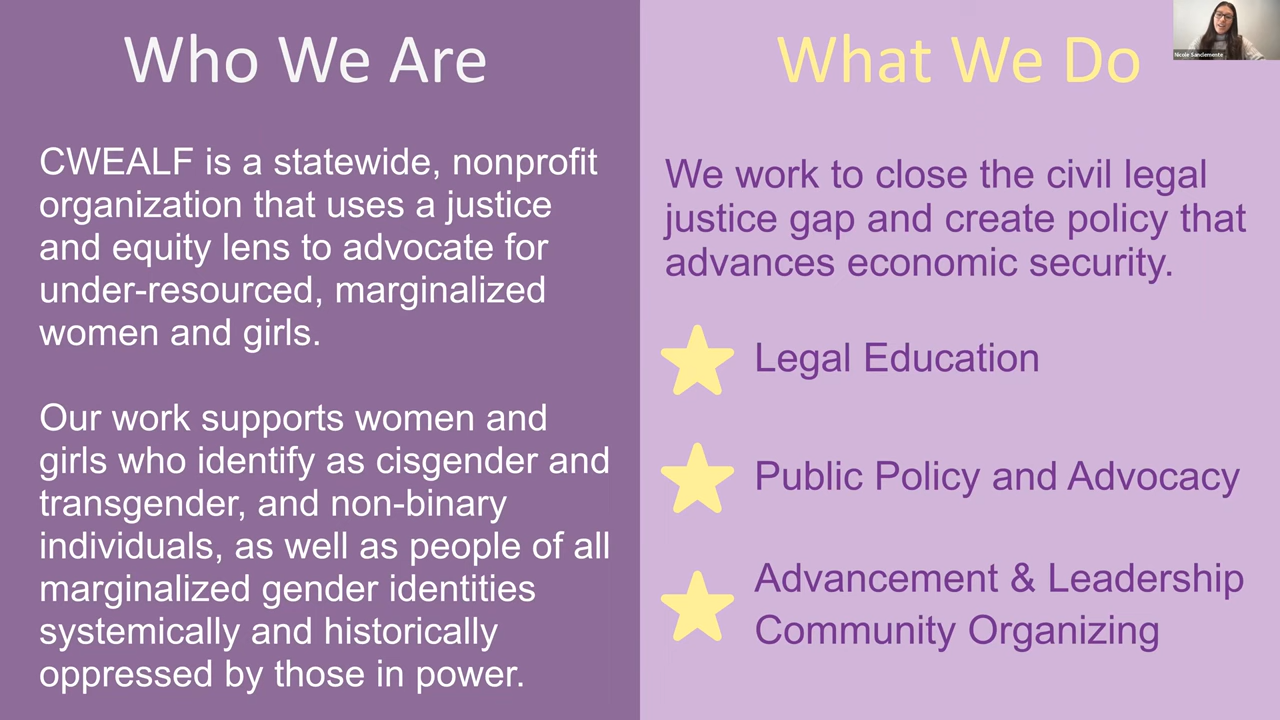 Who We Are
CWEALF is a statewide, nonprofit
organization that uses a justice
and equity lens to advocate for
under-resourced, marginalized
women and girls.
Our work supports women and
girls who identify as cisgender and
transgender, and non-binary
individuals, as well as people of all
marginalized gender identities
systemically and historically
oppressed by those in power.
What We Do
We work to close the civil legal
justice gap and create policy that
advances economic security.
Legal Education
Public Policy and Advocacy
Advancement & Leadership
Community Organizing
Nicole Sanclemente